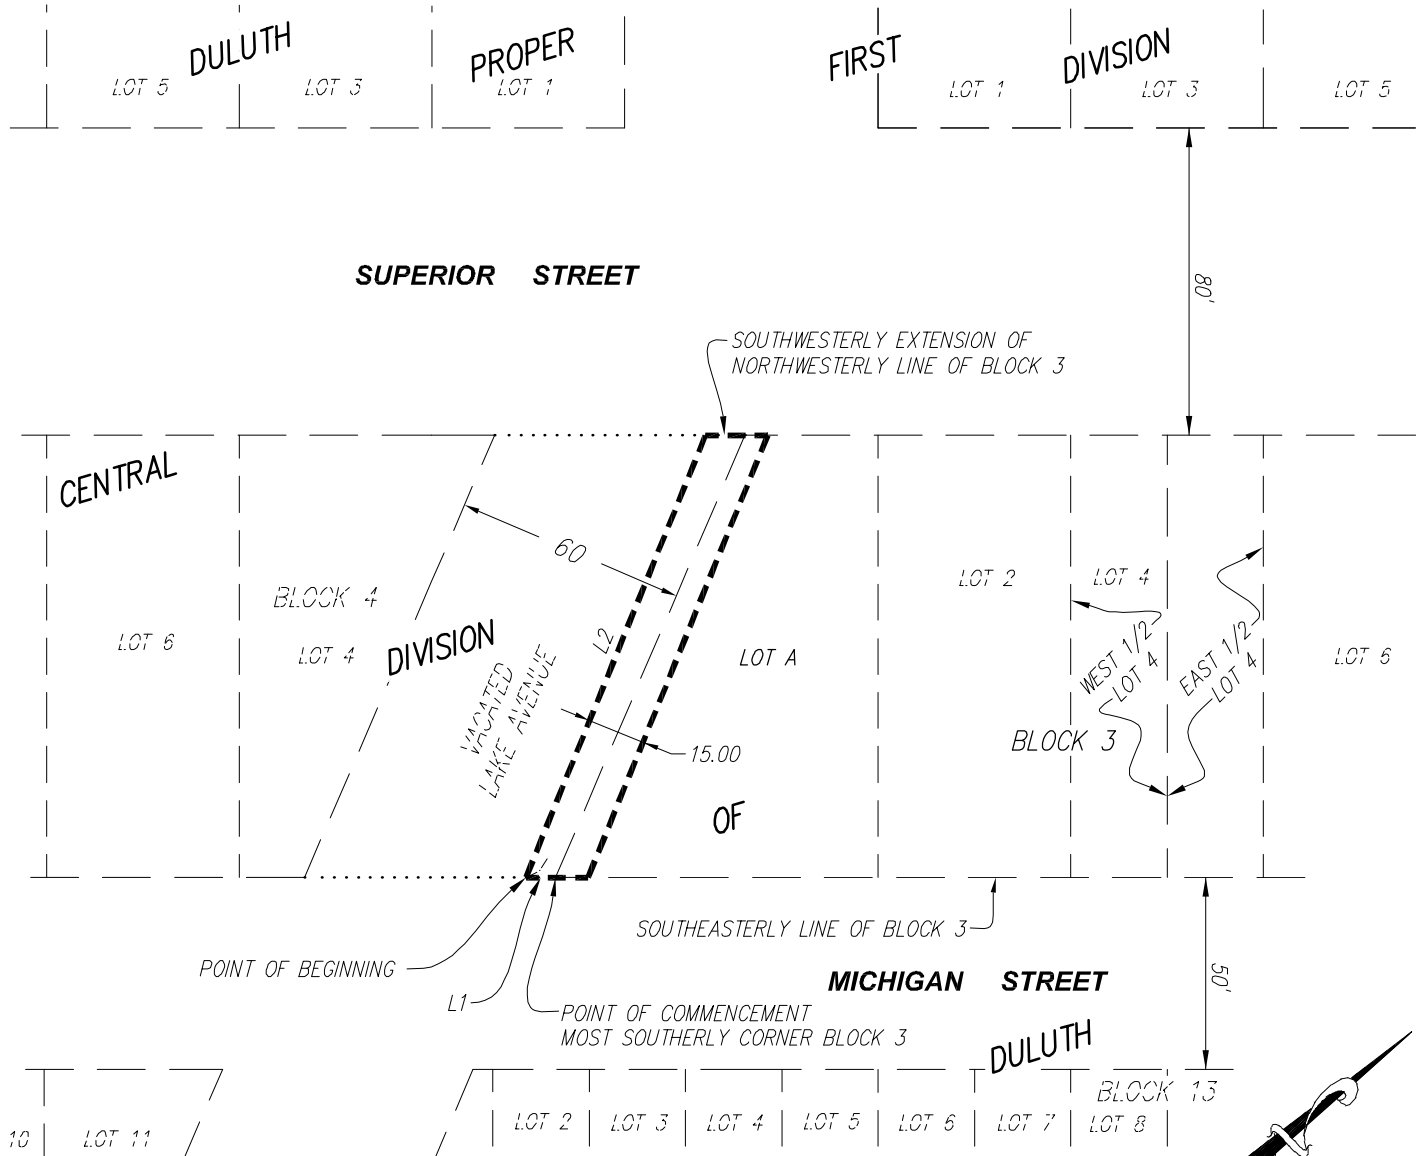 DULUTH PROPER FIRST DIVISION
LOT 5 LOT 3 LOT 1 LOT 1 LOT 3 LOT 5
SUPERIOR STREET
80'
SOUTHWESTERLY EXTENSION OF
NORTHWESTERLY LINE OF BLOCK 3
CENTRAL
60
BLOCK 4
LOT 2 LOT 4
LOT 6
LOT 4
DIVISION
L2
LOT A
LOT 6
WEST 1/2
LOT 4
EAST 1/2
LOT 4
VACATED
LAKE AVENUE
BLOCK 3
15.00
OF
SOUTHEASTERLY LINE OF BLOCK 3
POINT OF BEGINNING
MICHIGAN STREET
50'
L1
POINT OF COMMENCEMENT
MOST SOUTHERLY CORNER BLOCK 3
DULUTH
BLOCK 13
10 LOT 11 LOT 2 LOT 3 LOT 4 LOT 5 LOT 6 LOT 7 LOT 8